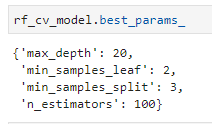 rf_cv_model.best_params_
{'max_depth': 20,
'min_samples_leaf': 2,
'min_samples_split': 3,
'n_estimators': 100}